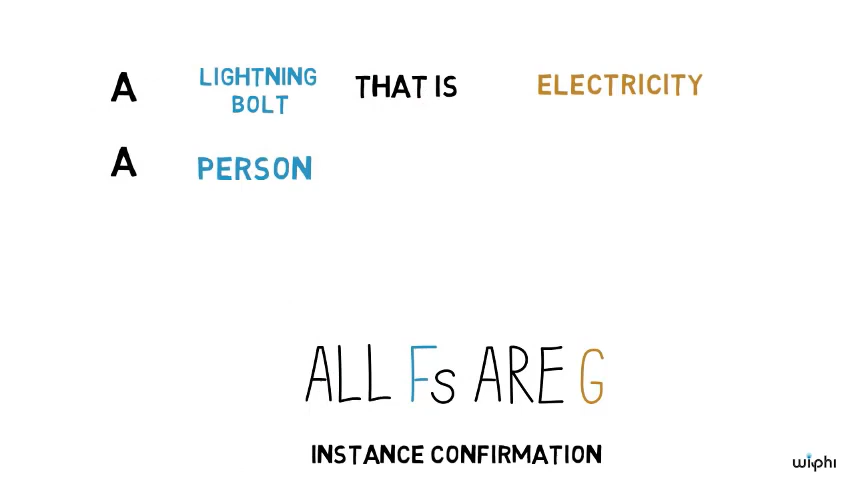 A LIGHTNING BOLT THAT IS ELECTRICITY
A PERSON
ALL Fs ARE G
INSTANCE CONFIRMATION
wiphi